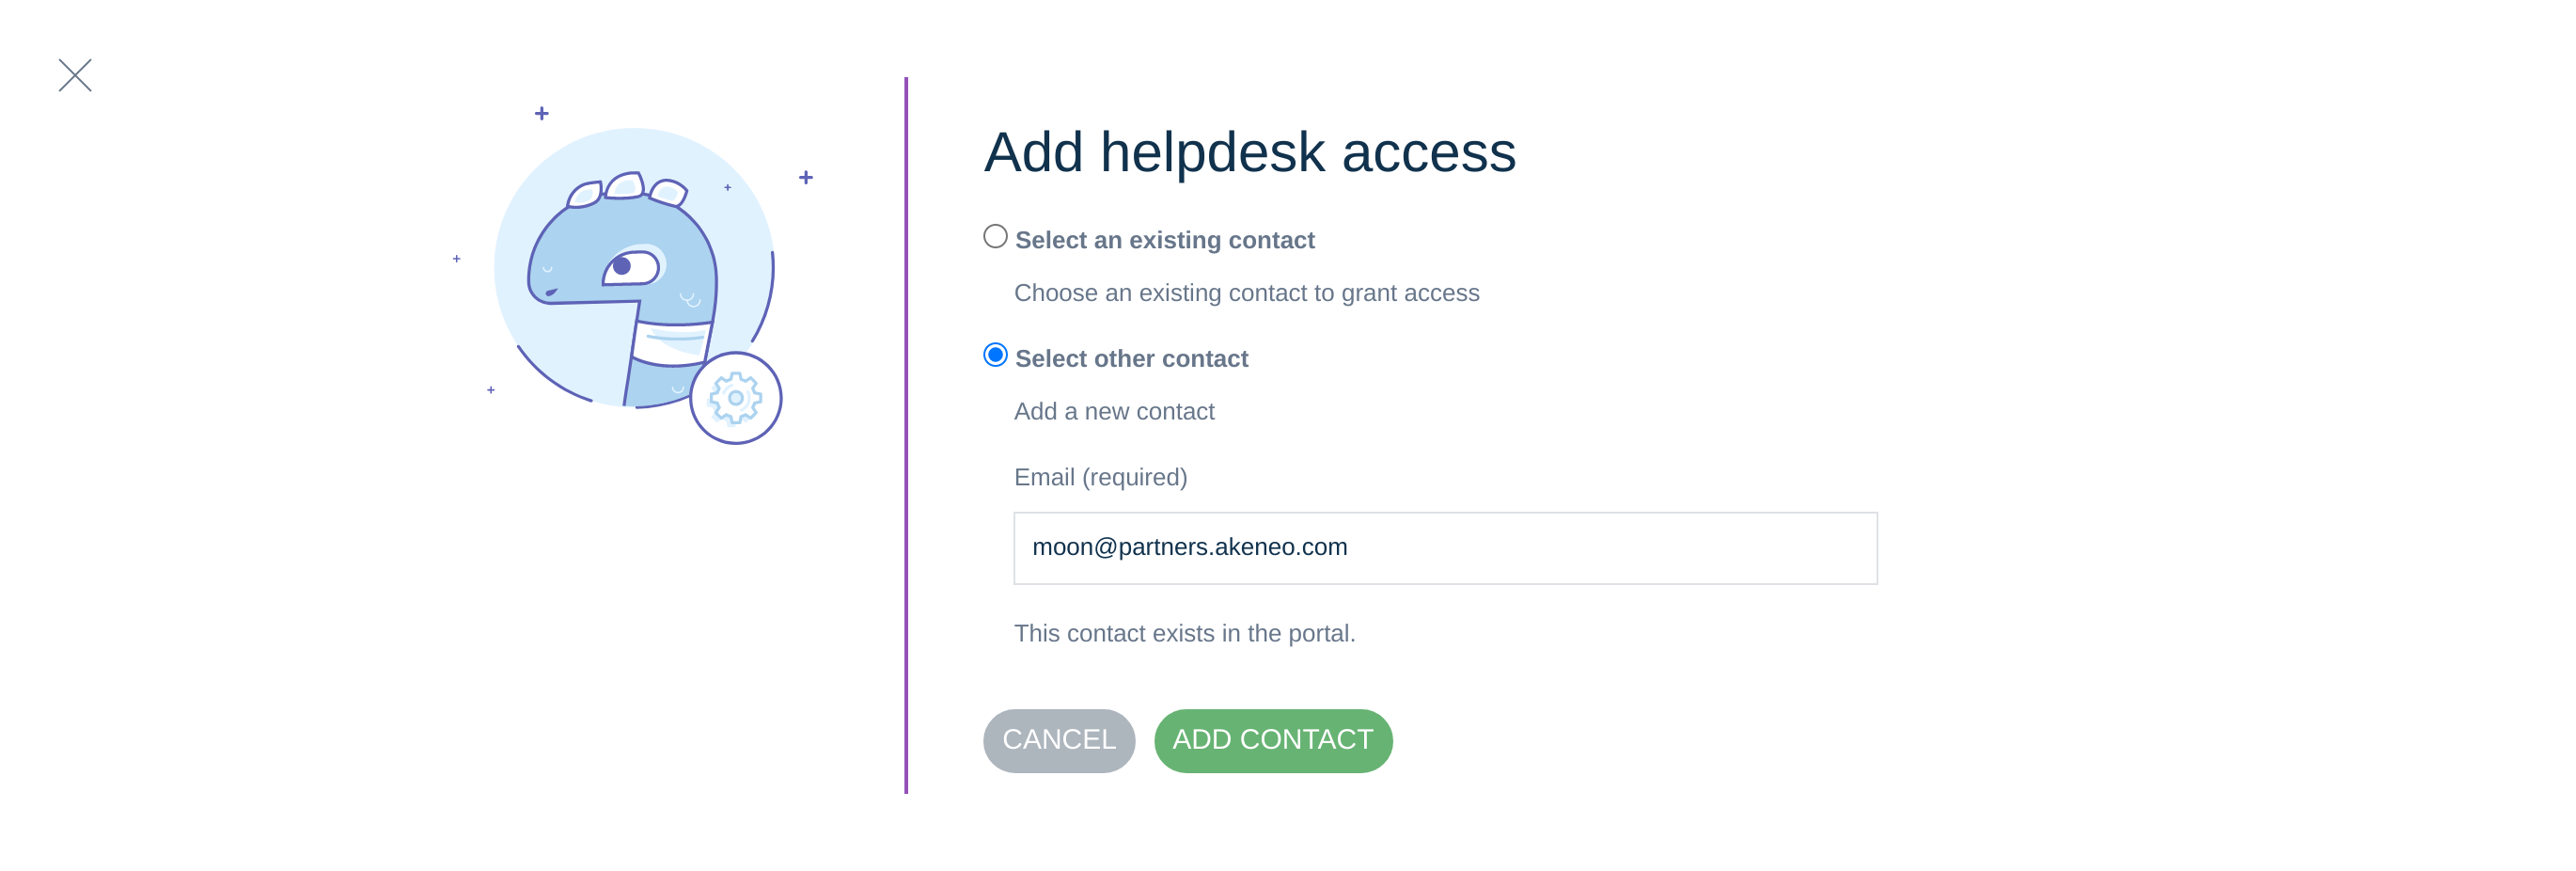 Add helpdesk access
Select an existing contact
Choose an existing contact to grant access
Select other contact
Add a new contact
Email (required)
moon@partners.akeneo.com
This contact exists in the portal.
CANCEL
ADD CONTACT